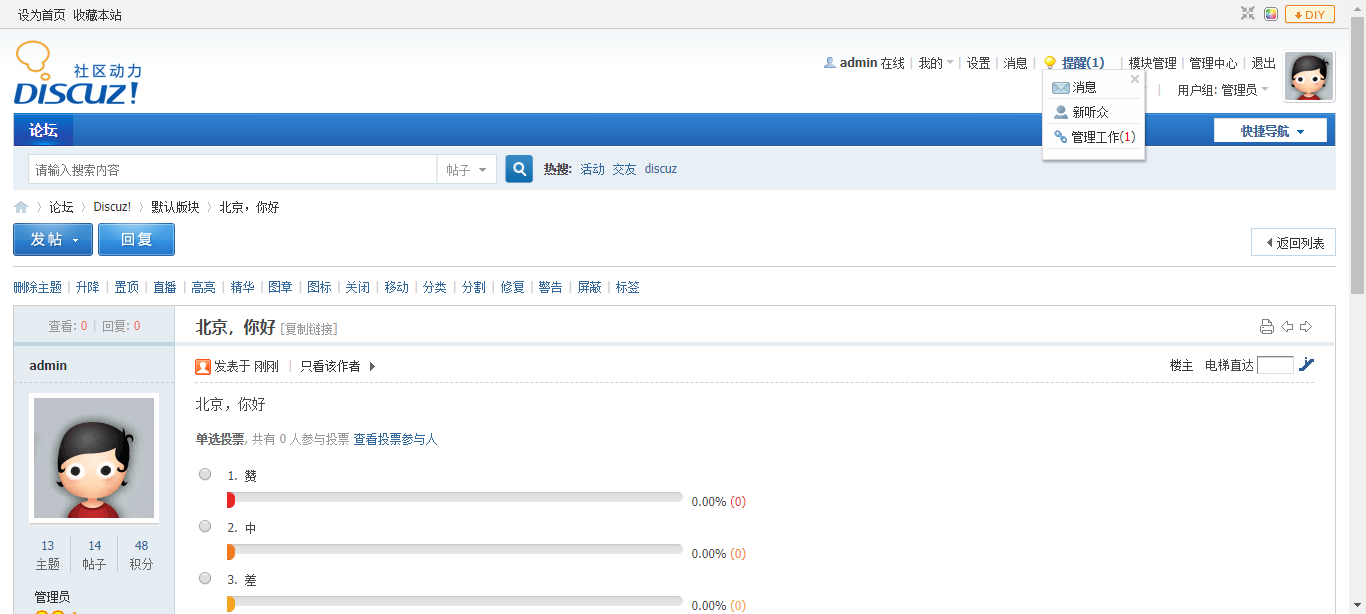 设为首页 收藏本站
DIY
社区动力
DISCUZ!
admin 在线 | 我的 | 设置 | 消息 | 提醒(1) | 模块管理 | 管理中心 | 退出
| 用户组: 管理员
消息
新听众
管理工作(1)
论坛
快捷导航
请输入搜索内容
帖子
热搜: 活动 交友 discuz
论坛 〉 Discuz! 〉 默认版块 〉 北京，你好
发帖
回复
返回列表
删除主题 | 升降 | 置顶 | 直播 | 高亮 | 精华 | 图章 | 图标 | 关闭 | 移动 | 分类 | 分割 | 修复 | 警告 | 屏蔽 | 标签
查看: 0 | 回复: 0
北京，你好 [复制链接]
admin
发表于 刚刚 | 只看该作者
楼主 电梯直达
北京，你好
单选投票, 共有 0 人参与投票 查看投票参与人
1. 赞
0.00% (0)
2. 中
0.00% (0)
3. 差
0.00% (0)
13 14 48
主题 帖子 积分
管理员